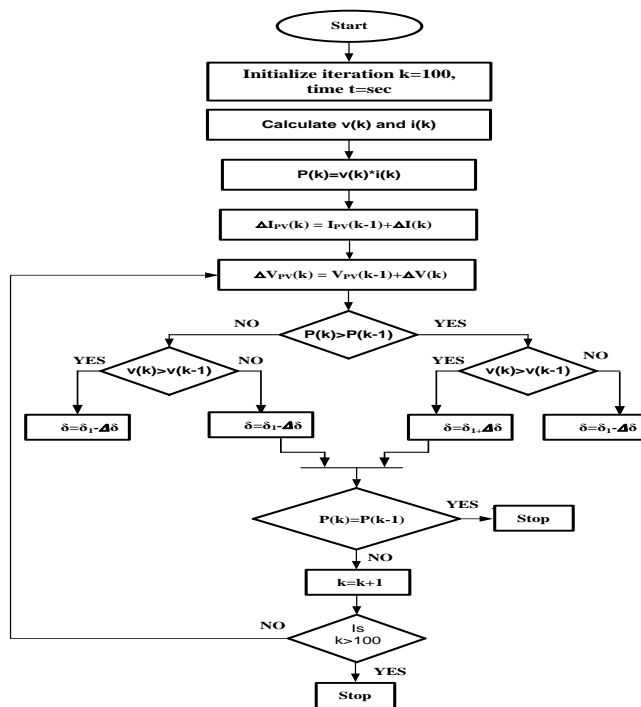 Start
Initialize iteration k=100,
time t=sec
Calculate v(k) and i(k)
P(k)=v(k)*i(k)
ΔI_PV(k) = I_PV(k-1)+ΔI(k)
ΔV_PV(k) = V_PV(k-1)+ΔV(k)
NO
P(k)>P(k-1)
YES
YES
v(k)>v(k-1)
NO
YES
v(k)>v(k-1)
NO
δ=δ₁-Δδ
δ=δ₁-Δδ
δ=δ₁₊Δδ
δ=δ₁-Δδ
P(k)=P(k-1)
YES
Stop
NO
k=k+1
NO
Is
k>100
YES
Stop